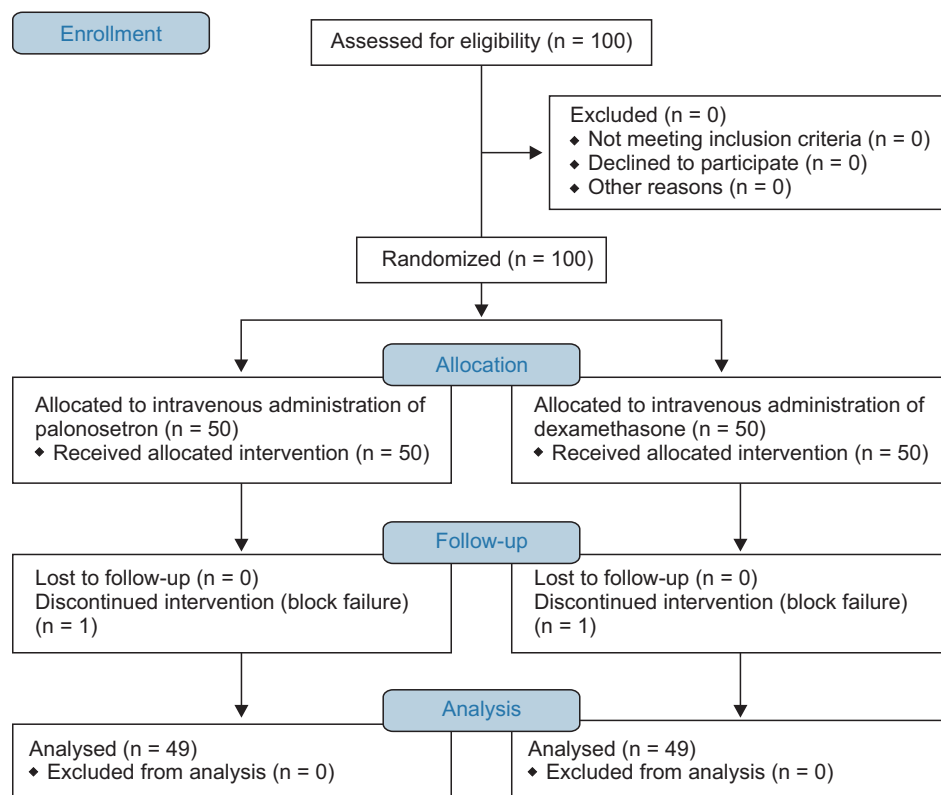 Enrollment
Assessed for eligibility (n = 100)
Excluded (n = 0)
◆ Not meeting inclusion criteria (n = 0)
◆ Declined to participate (n = 0)
◆ Other reasons (n = 0)
Randomized (n = 100)
Allocation
Allocated to intravenous administration of
palonosetron (n = 50)
◆ Received allocated intervention (n = 50)
Allocated to intravenous administration of
dexamethasone (n = 50)
◆ Received allocated intervention (n = 50)
Follow-up
Lost to follow-up (n = 0)
Discontinued intervention (block failure)
(n = 1)
Lost to follow-up (n = 0)
Discontinued intervention (block failure)
(n = 1)
Analysis
Analysed (n = 49)
◆ Excluded from analysis (n = 0)
Analysed (n = 49)
◆ Excluded from analysis (n = 0)